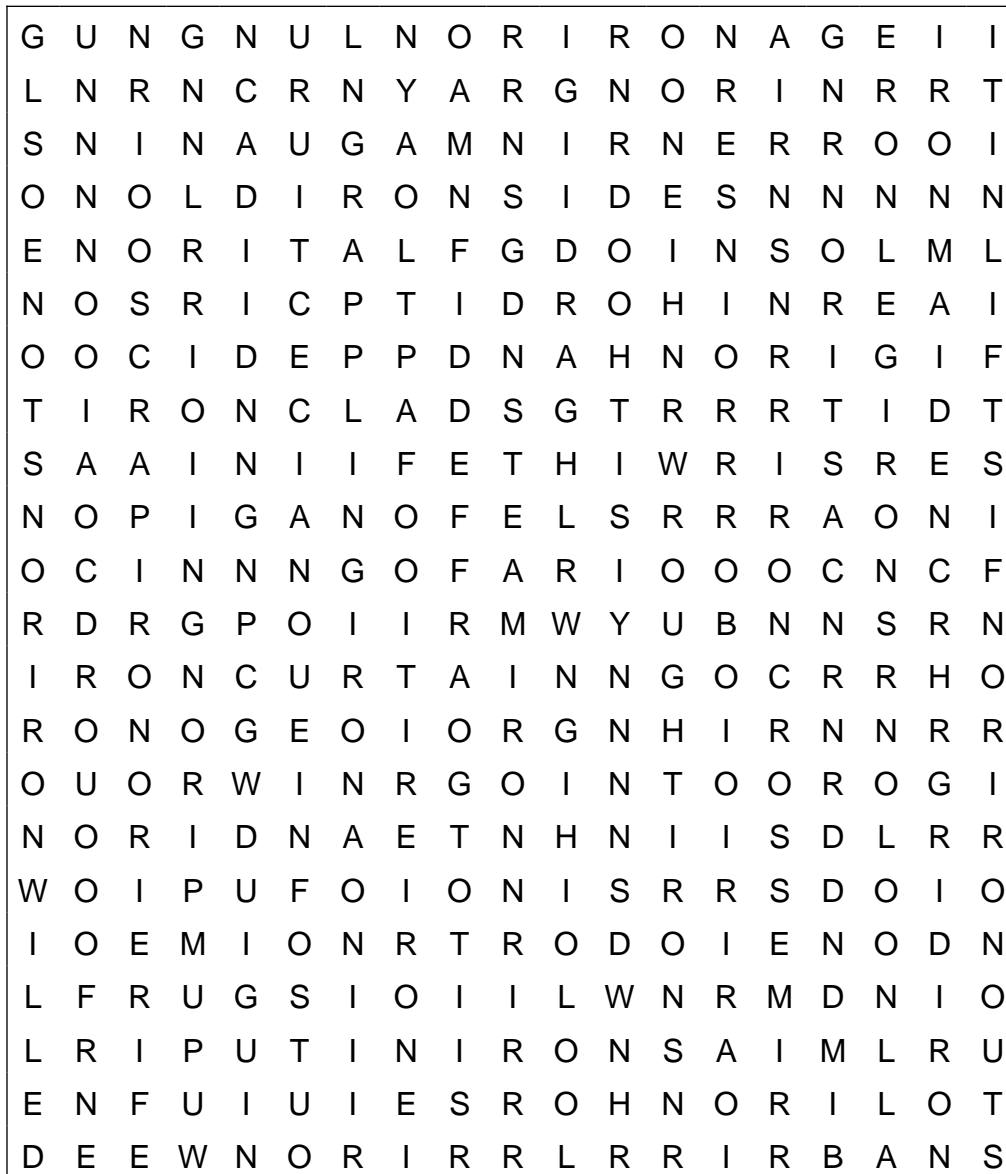 G U N G N U L N O R I R O N A G E I I
L N R N C R N Y A R G N O R I N R R T
S N I N A U G A M N I R N E R R O O I
O N O L D I R O N S I D E S N N N N N
E N O R I T A L F G D O I N S O L M L
N O S R I C P T I D R O H I N R E A I
O O C I D E P P D N A H N O R I G I F
T I R O N C L A D S G T R R R T I D T
S A A I N I I F E T H I W R I S R E S
N O P I G A N O F E L S R R R A O N I
O C I N N N G O F A R I O O O C N C F
R D R G P O I I R M W Y U B N N S R N
I R O N C U R T A I N N G O C R R H O
R O N O G E O I O R G N H I R N N R R
O U O R W I N R G O I N T O O R O G I
N O R I D N A E T N H N I I S D L R R
W O I P U F O I O N I S R R S D O I O
I O E M I O N R T R O D O I E N O D N
L F R U G S I O I I L W N R M D N I O
L R I P U T I N I R O N S A I M L R U
E N F U I U I E S R O H N O R I L O T
D E E W N O R I R R L R R I R B A N S